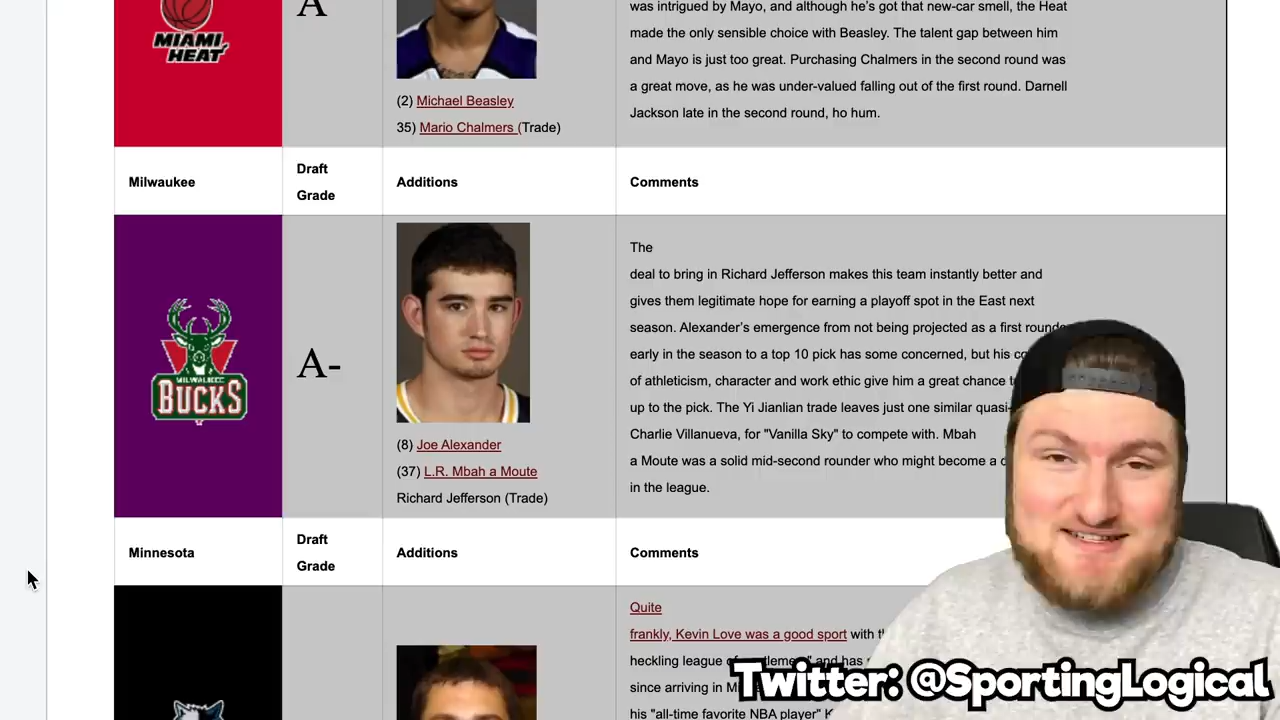 was intrigued by Mayo, and although he's got that new-car smell, the Heat
made the only sensible choice with Beasley. The talent gap between him
and Mayo is just too great. Purchasing Chalmers in the second round was
a great move, as he was under-valued falling out of the first round. Darnell
Jackson late in the second round, ho hum.
MIAMI
HEAT
A
(2) Michael Beasley
35) Mario Chalmers (Trade)
Milwaukee
Draft
Grade
Additions
Comments
MILWAUKEE
BUCKS
A-
(8) Joe Alexander
(37) L.R. Mbah a Moute
Richard Jefferson (Trade)
The
deal to bring in Richard Jefferson makes this team instantly better and
gives them legitimate hope for earning a playoff spot in the East next
season. Alexander's emergence from not being projected as a first rounde
early in the season to a top 10 pick has some concerned, but his
of athleticism, character and work ethic give him a great chance
up to the pick. The Yi Jianlian trade leaves just one similar quasi-
Charlie Villanueva, for "Vanilla Sky" to compete with. Mbah
a Moute was a solid mid-second rounder who might become a
in the league.
Minnesota
Draft
Grade
Additions
Comments
Quite
frankly, Kevin Love was a good sport with
heckling league of and has
since arriving in
his "all-time favorite NBA player"
Twitter: @SportingLogical